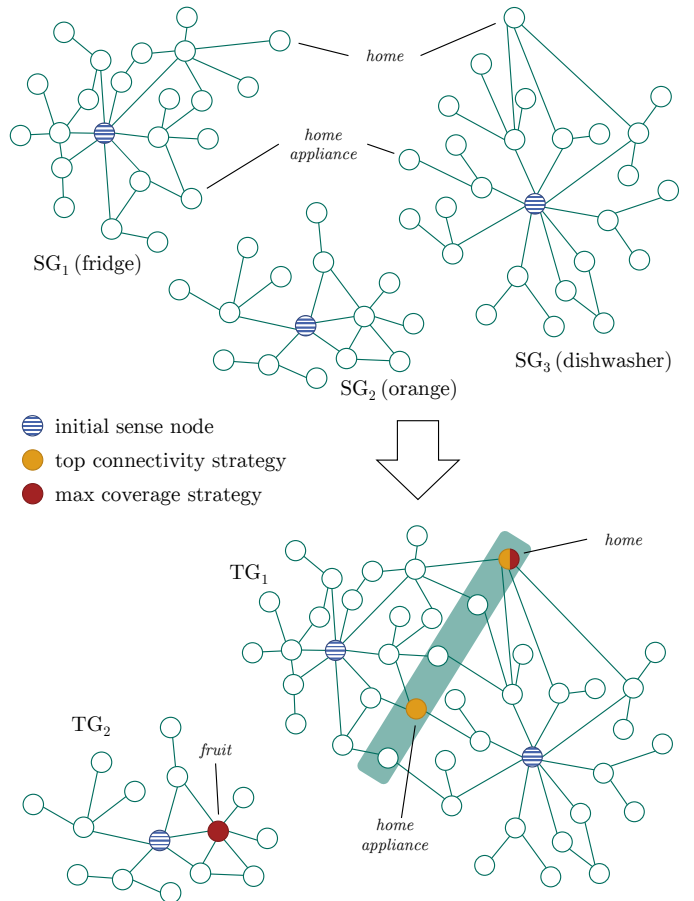 home
home
appliance
SG₁ (fridge)
SG₂ (orange)
SG₃ (dishwasher)
initial sense node
top connectivity strategy
max coverage strategy
home
TG₁
TG₂
fruit
home
appliance